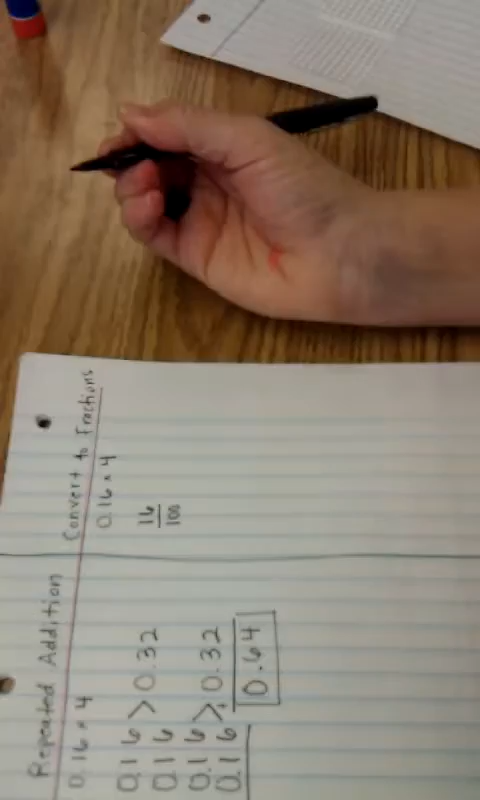 Repeated Addition
0.16 × 4
0.16
0.16 > 0.32
0.16
0.16 > 0.32
0.64
Convert to Fractions
0.16 × 4
16
100